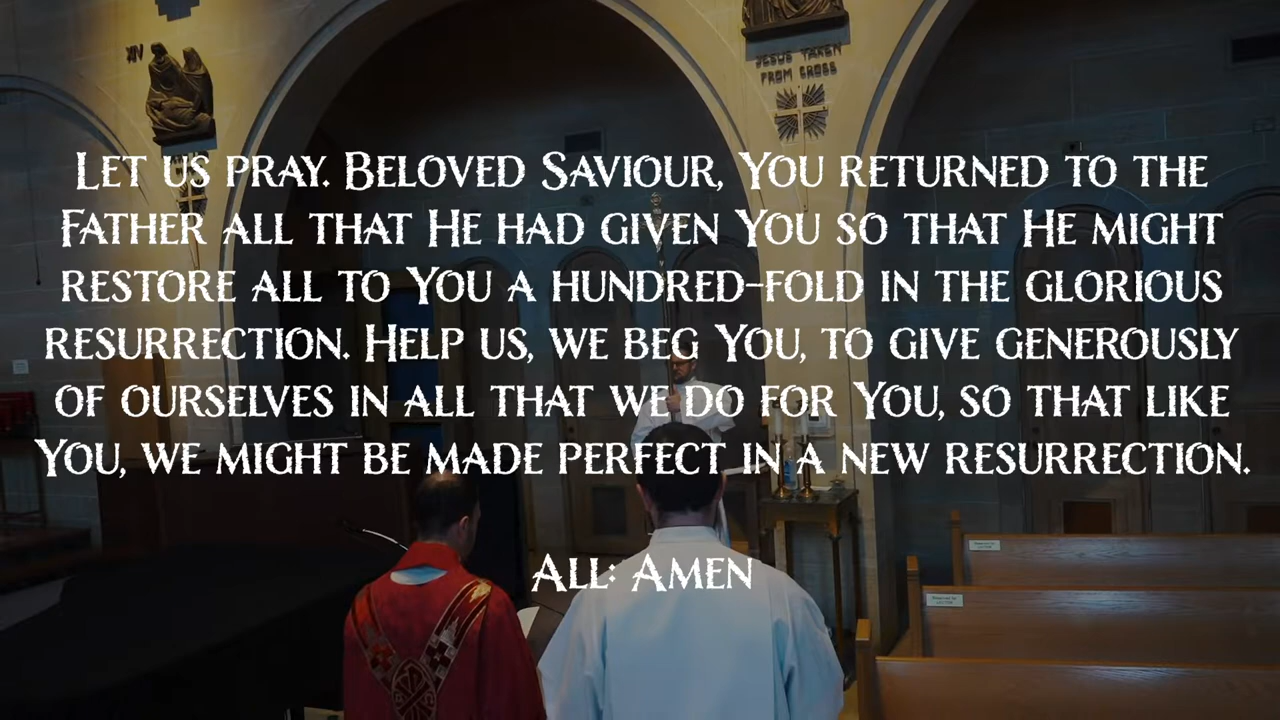 XIV
JESUS TAKEN
FROM CROSS
Let us pray. Beloved Saviour, You returned to the
Father all that He had given You so that He might
restore all to You a hundred-fold in the glorious
resurrection. Help us, we beg You, to give generously
of ourselves in all that we do for You, so that like
You, we might be made perfect in a new resurrection.
All: Amen